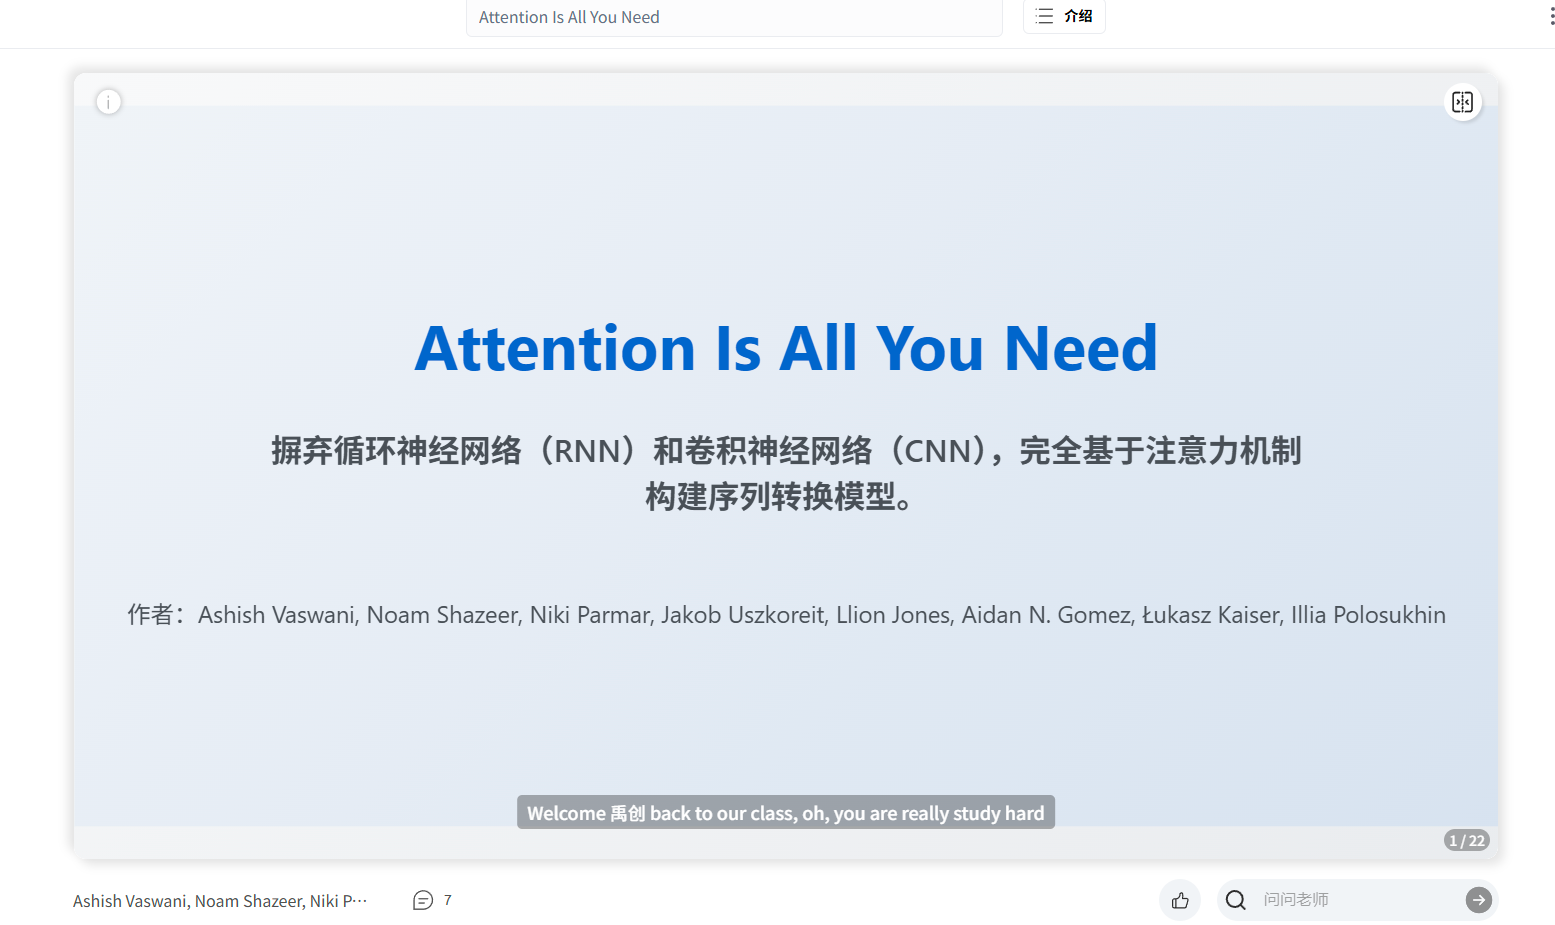 Attention Is All You Need
介绍
Attention Is All You Need
摒弃循环神经网络（RNN）和卷积神经网络（CNN），完全基于注意力机制
构建序列转换模型。
作者：Ashish Vaswani, Noam Shazeer, Niki Parmar, Jakob Uszkoreit, Llion Jones, Aidan N. Gomez, Łukasz Kaiser, Illia Polosukhin
Welcome 禹创 back to our class, oh, you are really study hard
1 / 22
Ashish Vaswani, Noam Shazeer, Niki P···
7
问问老师